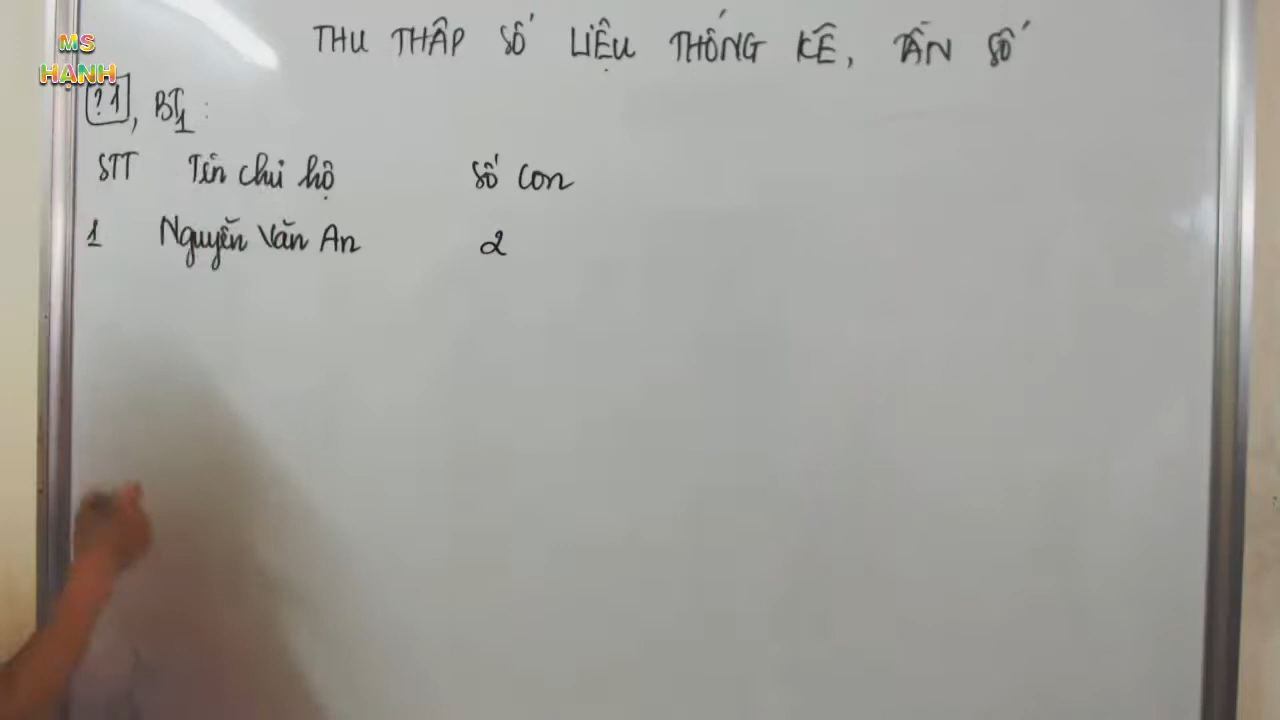 MS
HẠNH
THU THẬP SỐ LIỆU THỐNG KÊ, TẦN SỐ
?1, BT1:
STT Tên chủ hộ Số con
1 Nguyễn Văn An 2